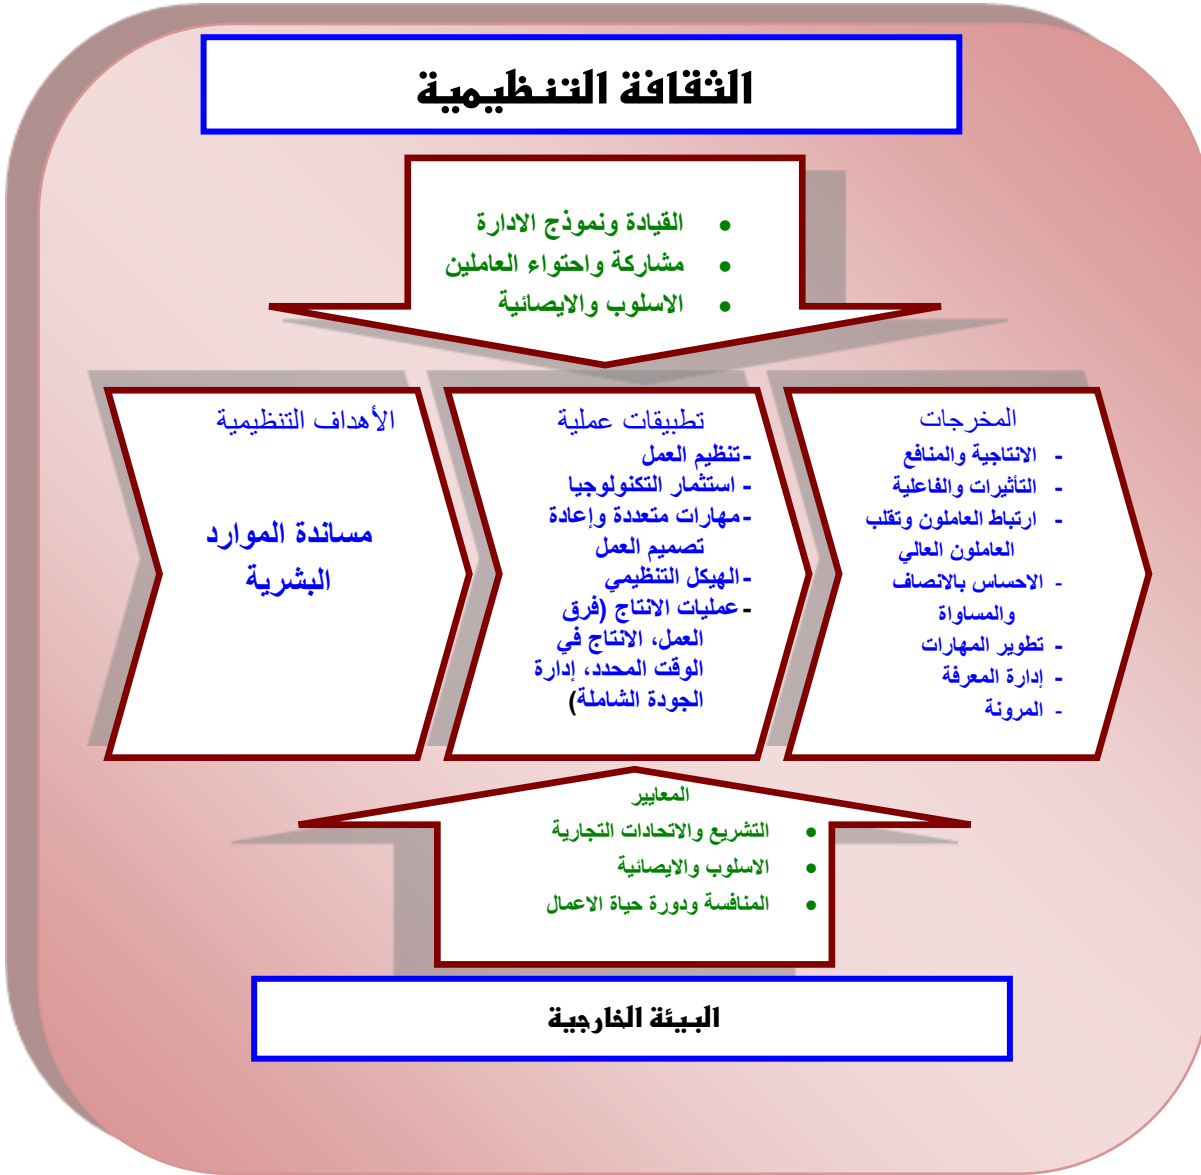 الثقافة التنظيمية
• القيادة ونموذج الادارة
• مشاركة واحتواء العاملين
• الاسلوب والايصائية
الأهداف التنظيمية
مساندة الموارد
البشرية
تطبيقات عملية
- تنظيم العمل
- استثمار التكنولوجيا
- مهارات متعددة وإعادة
تصميم العمل
- الهيكل التنظيمي
- عمليات الانتاج (فرق
العمل، الانتاج في
الوقت المحدد، إدارة
الجودة الشاملة)
المخرجات
- الانتاجية والمنافع
- التأثيرات والفاعلية
- ارتباط العاملون وتقلب
العاملون العالي
- الاحساس بالانصاف
والمساواة
- تطوير المهارات
- إدارة المعرفة
- المرونة
المعايير
• التشريع والاتحادات التجارية
• الاسلوب والايصائية
• المنافسة ودورة حياة الاعمال
البيئة الخارجية